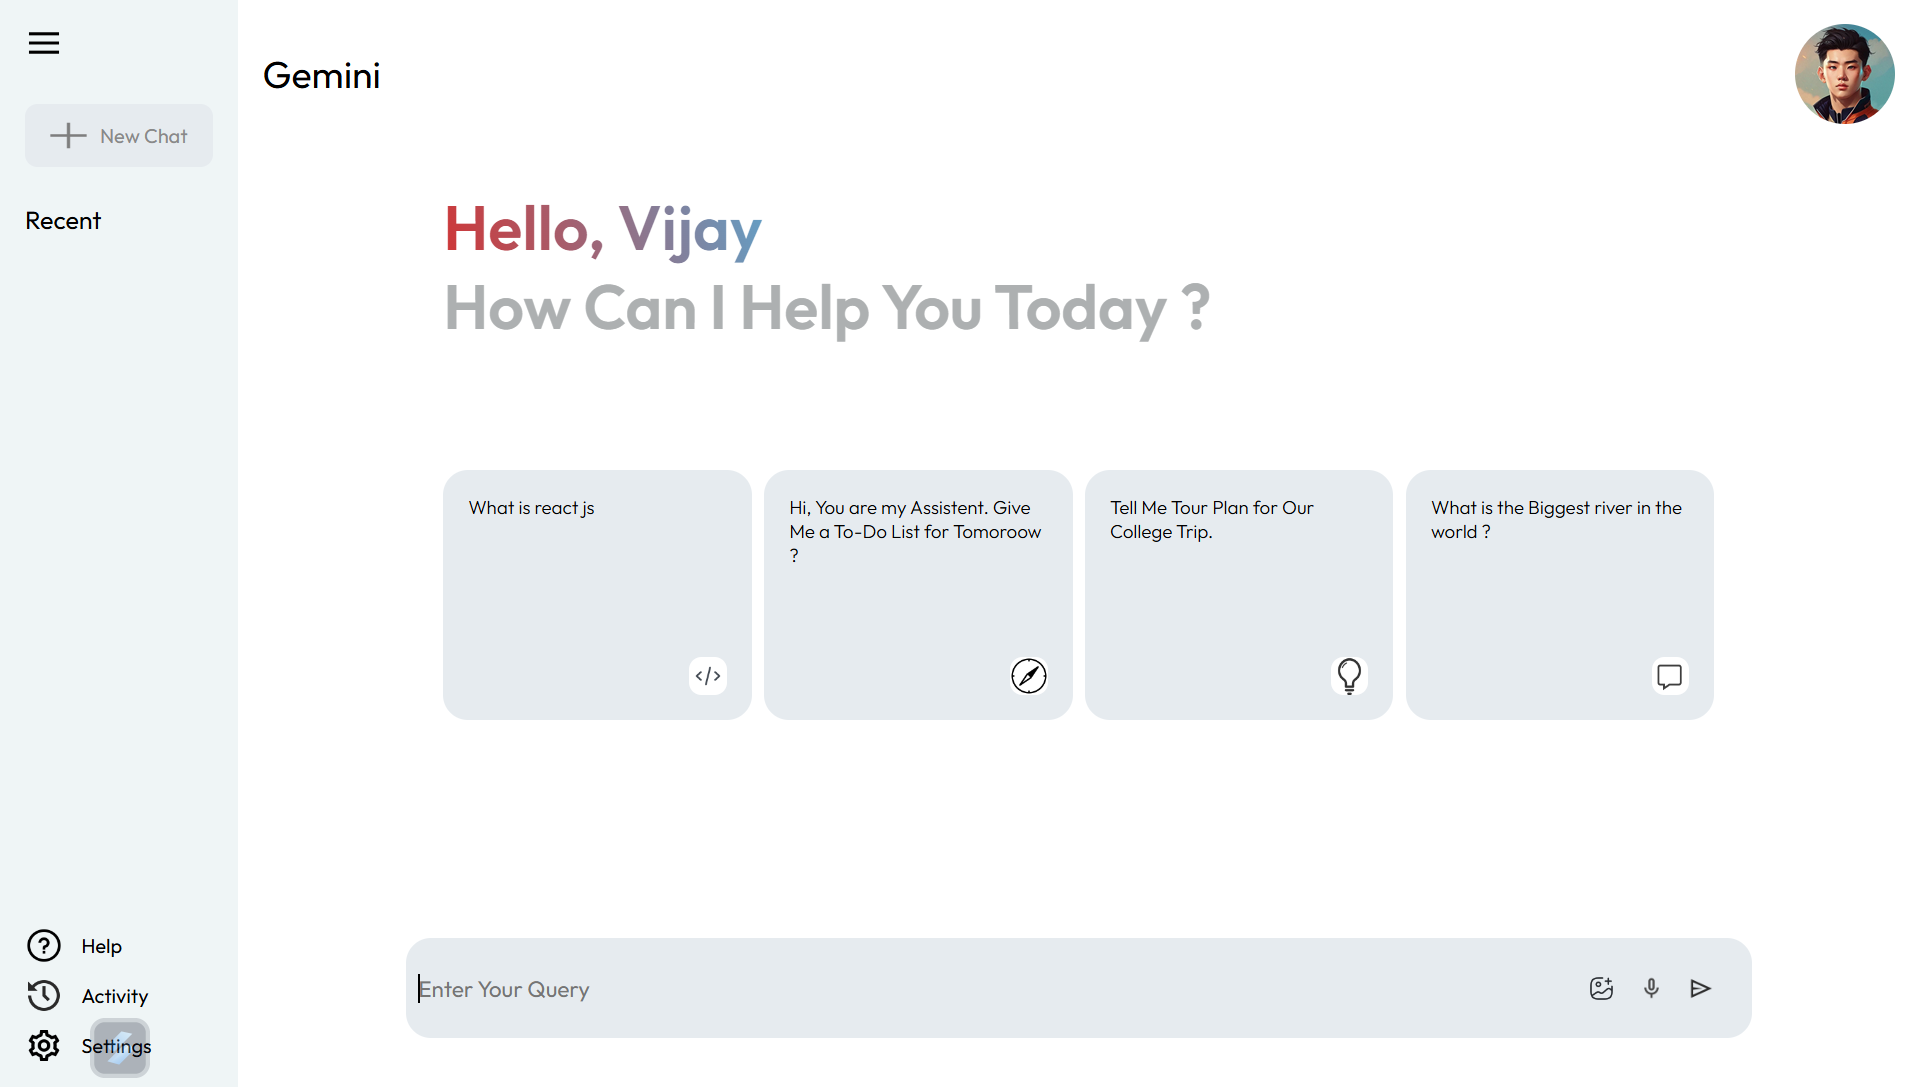 Gemini
New Chat
Recent
Hello, Vijay
How Can I Help You Today ?
What is react js
Hi, You are my Assistent. Give
Me a To-Do List for Tomoroow
?
Tell Me Tour Plan for Our
College Trip.
What is the Biggest river in the
world ?
Enter Your Query
Help
Activity
Settings